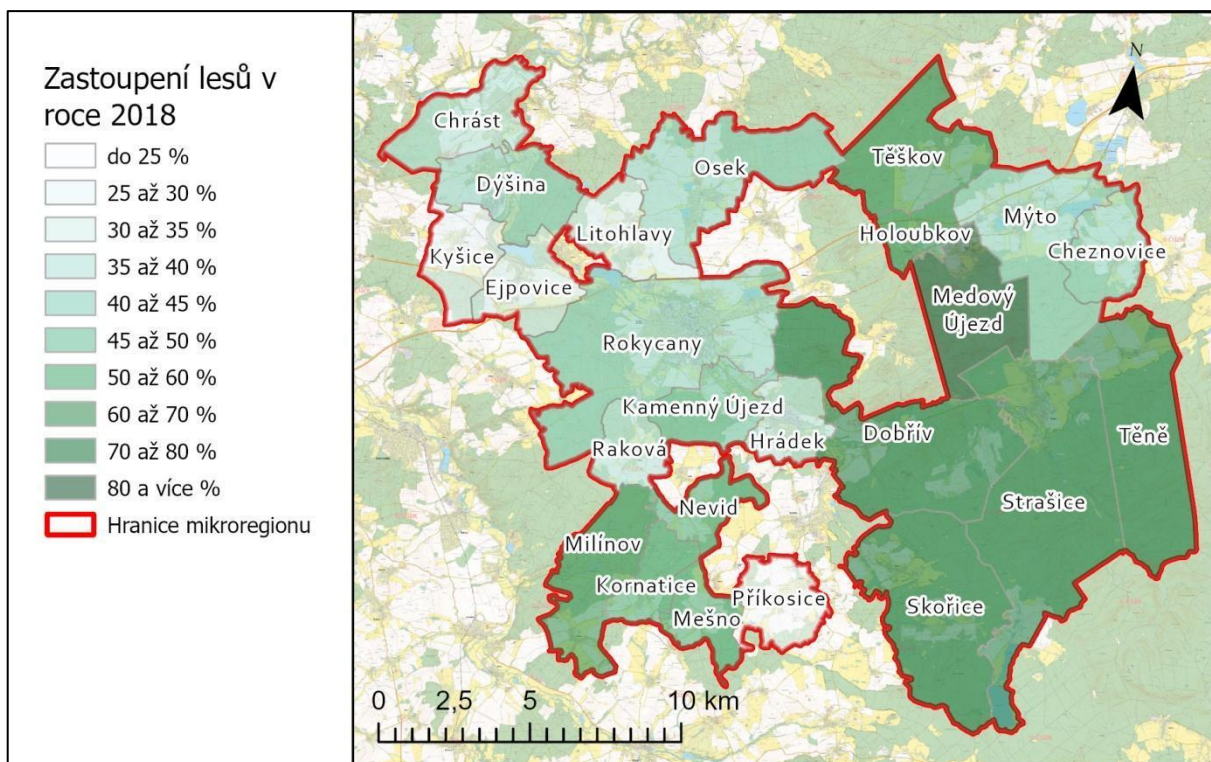 Zastoupení lesů v
roce 2018
do 25 %
25 až 30 %
30 až 35 %
35 až 40 %
40 až 45 %
45 až 50 %
50 až 60 %
60 až 70 %
70 až 80 %
80 a více %
Hranice mikroregionu
N
Chrást
Osek
Těškov
Dýšina
Mýto
Litohlavy
Holoubkov
Kyšice
Cheznovice
Ejpovice
Medový
Újezd
Rokycany
Kamenný Újezd
Hrádek
Dobřív
Těně
Raková
Strašice
Nevid
Milínov
Kornatice
Příkosice
Skořice
Mešno
0 2,5 5 10 km